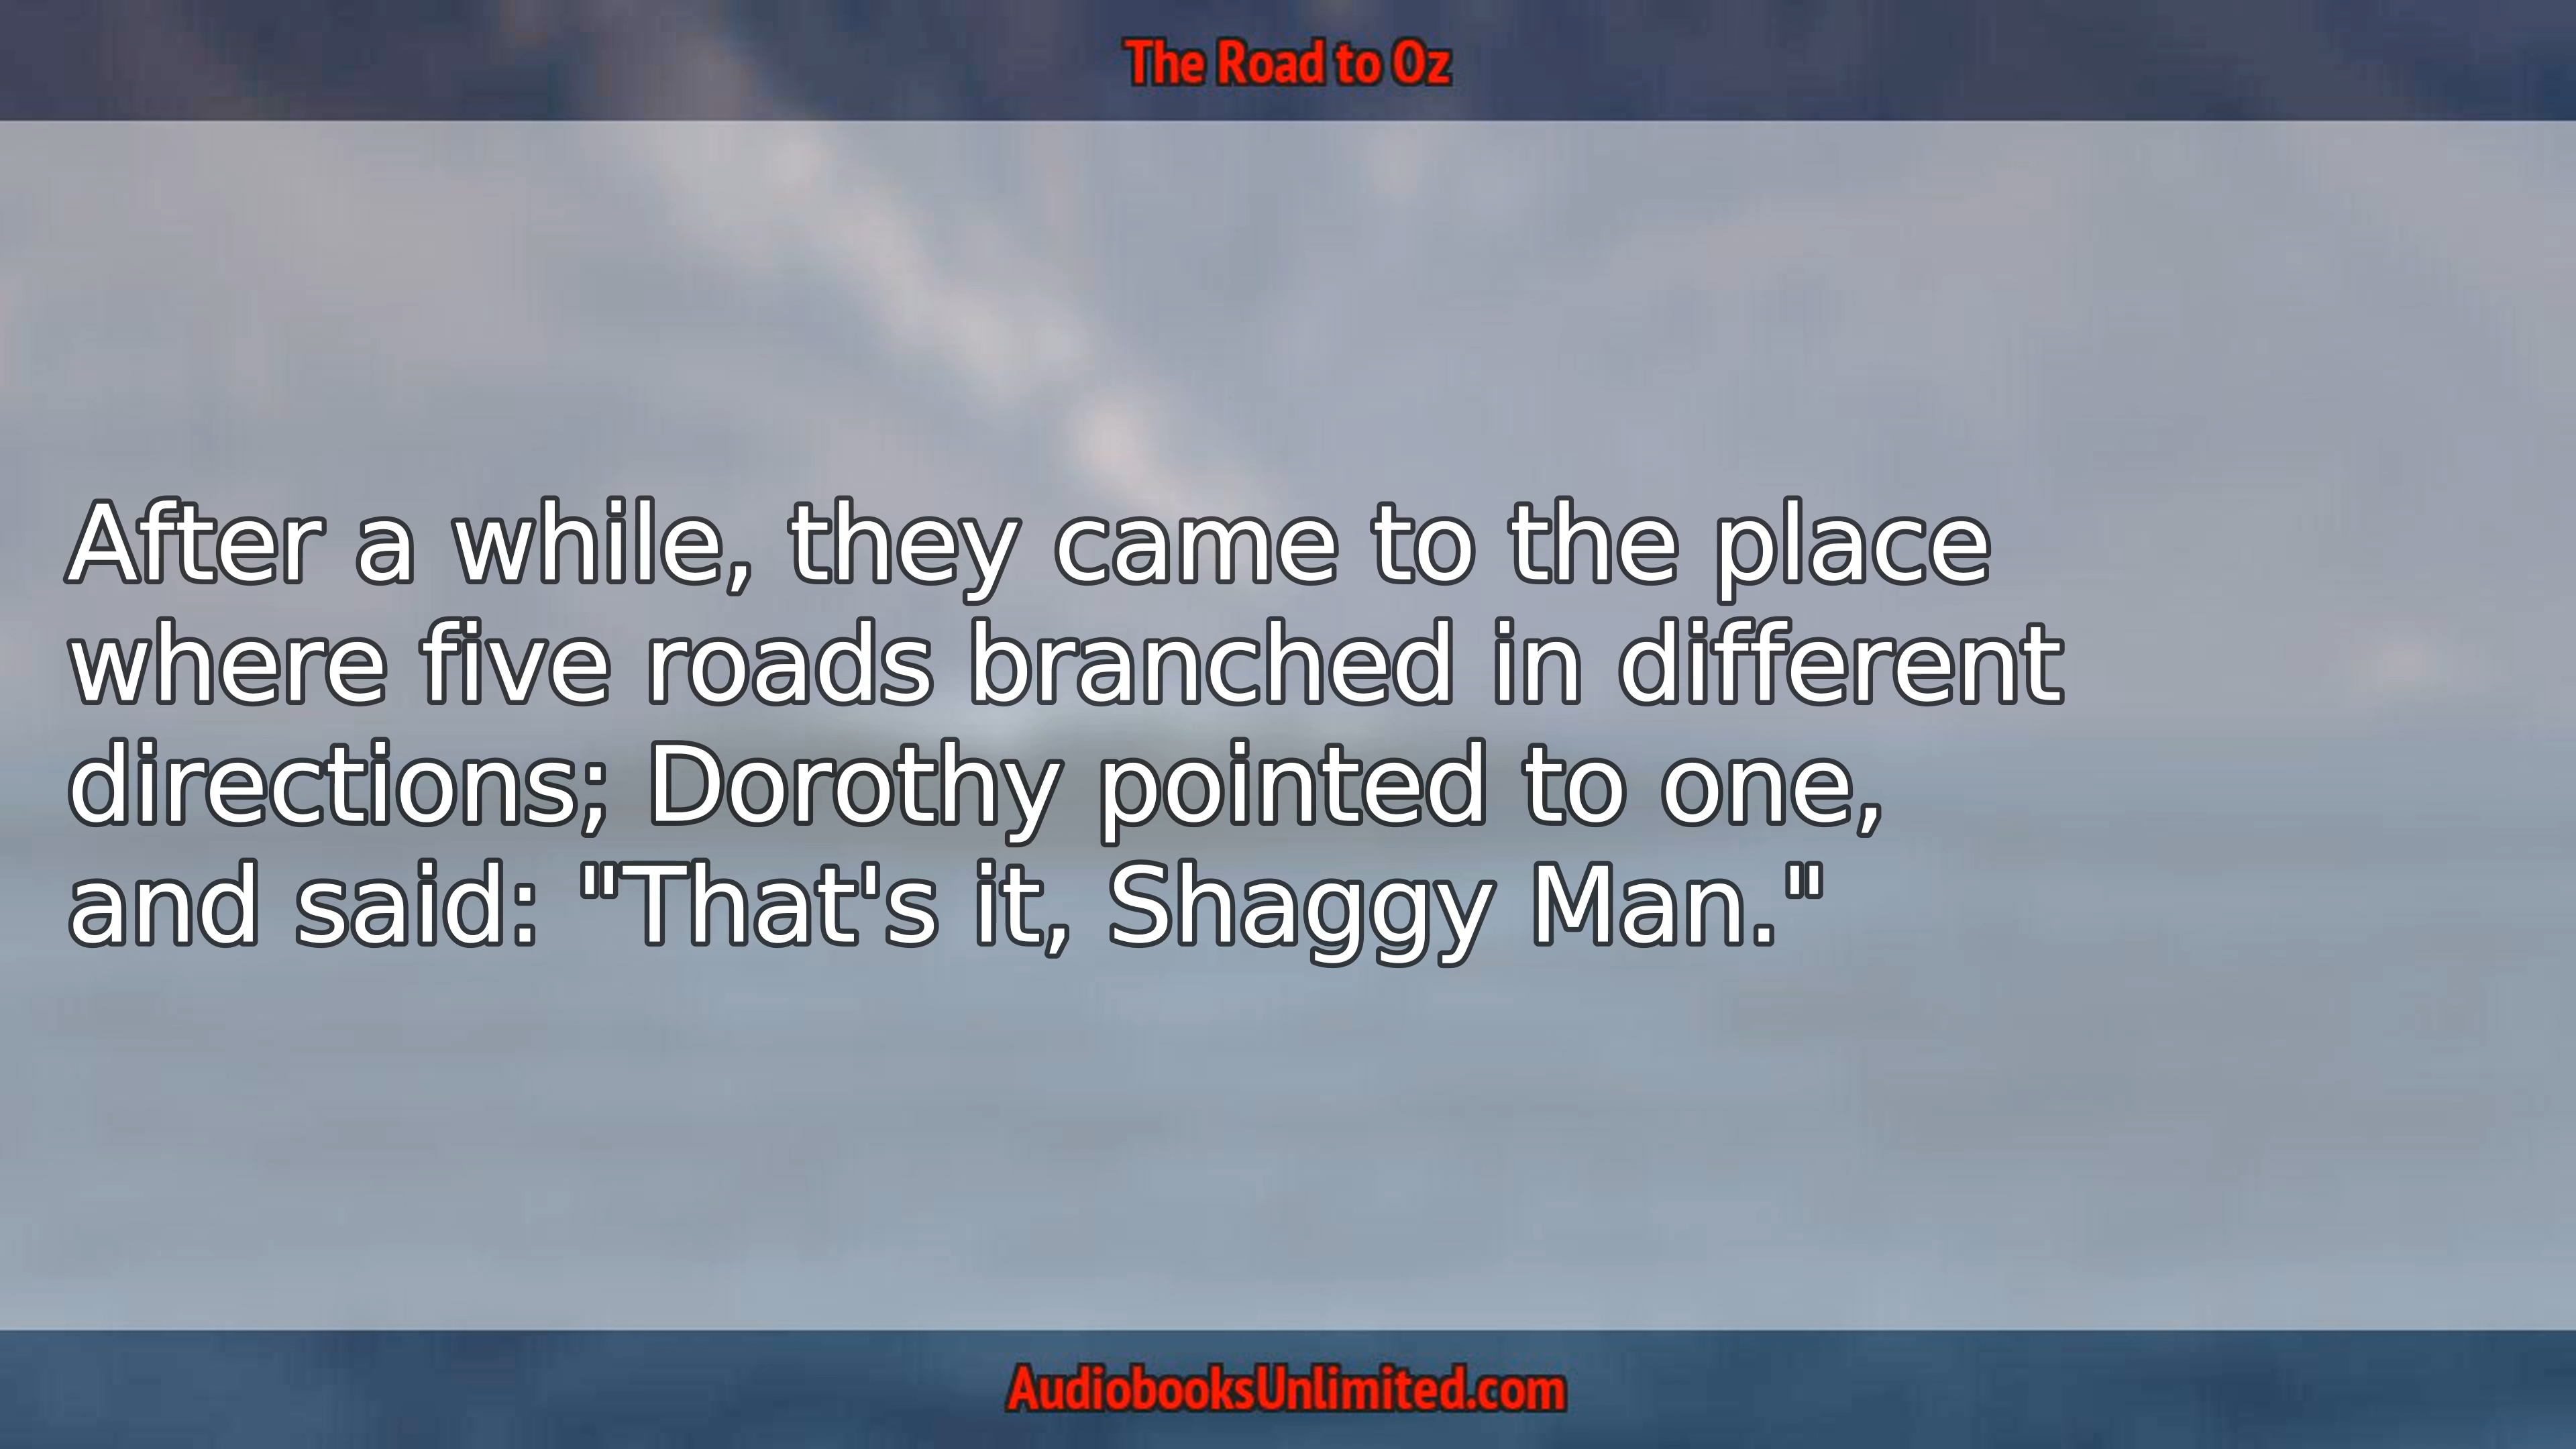 The Road to Oz
After a while, they came to the place
where five roads branched in different
directions; Dorothy pointed to one,
and said: "That's it, Shaggy Man."
AudiobooksUnlimited.com